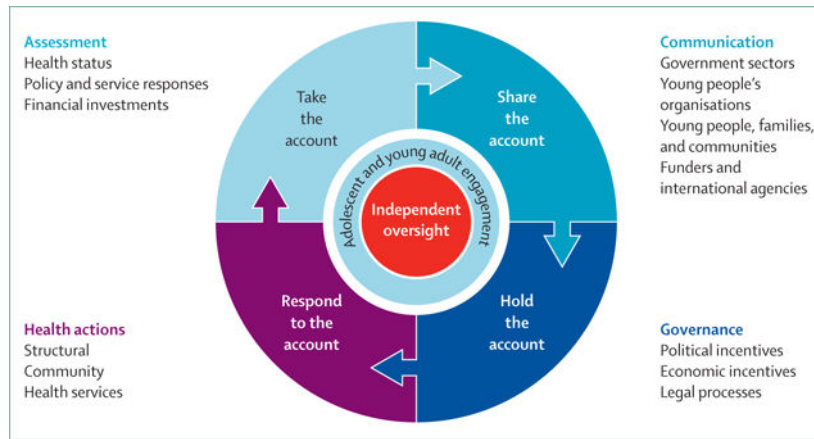 Assessment
Health status
Policy and service responses
Financial investments
Take
the
account
Share
the
account
Communication
Government sectors
Young people's
organisations
Young people, families,
and communities
Funders and
international agencies
Adolescent and young adult engagement
Independent
oversight
Health actions
Structural
Community
Health services
Respond
to the
account
Hold
the
account
Governance
Political incentives
Economic incentives
Legal processes